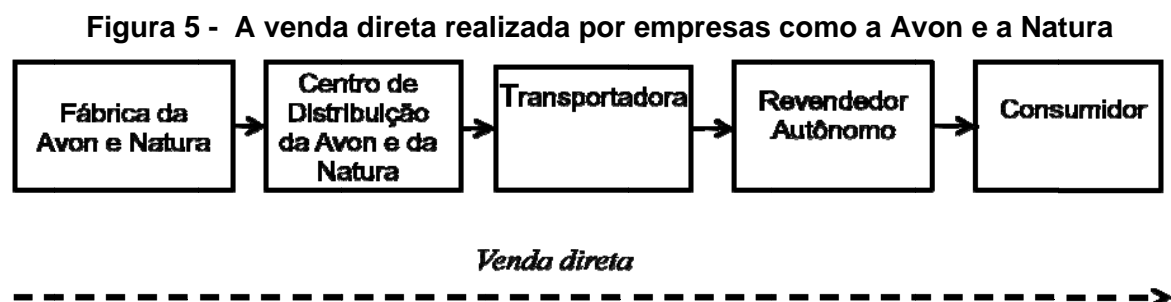 Figura 5 - A venda direta realizada por empresas como a Avon e a Natura
Fábrica da
Avon e Natura
Centro de
Distribuição
da Avon e da
Natura
Transportadora
Revendedor
Autônomo
Consumidor
Venda direta